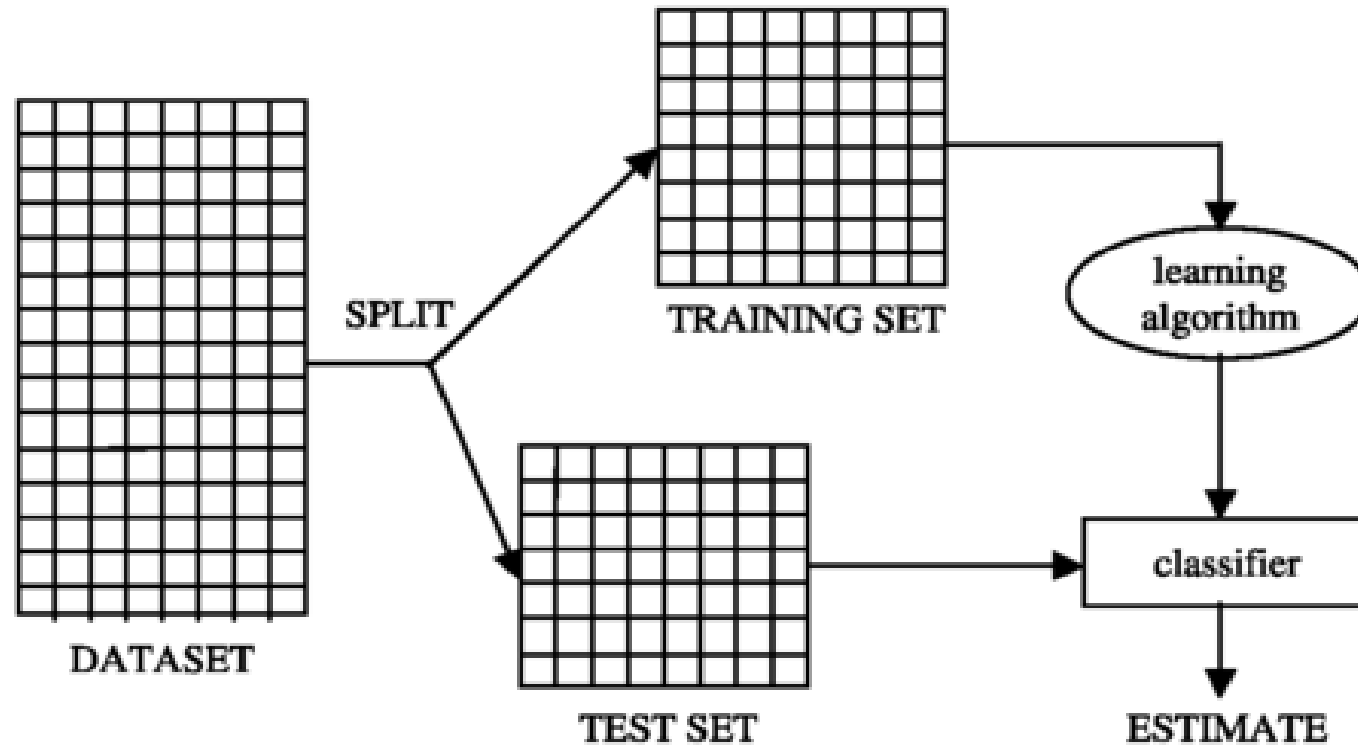 SPLIT
TRAINING SET
learning
algorithm
DATASET
classifier
TEST SET
ESTIMATE